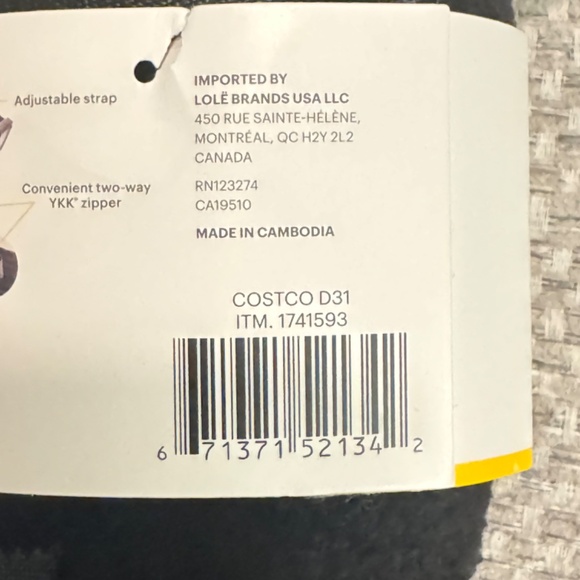 Adjustable strap
Convenient two-way
YKK® zipper
IMPORTED BY
LOLË BRANDS USA LLC
450 RUE SAINTE-HÉLÈNE,
MONTRÉAL, QC H2Y 2L2
CANADA
RN123274
CA19510
MADE IN CAMBODIA
COSTCO D31
ITM. 1741593
6 71371 52134 2